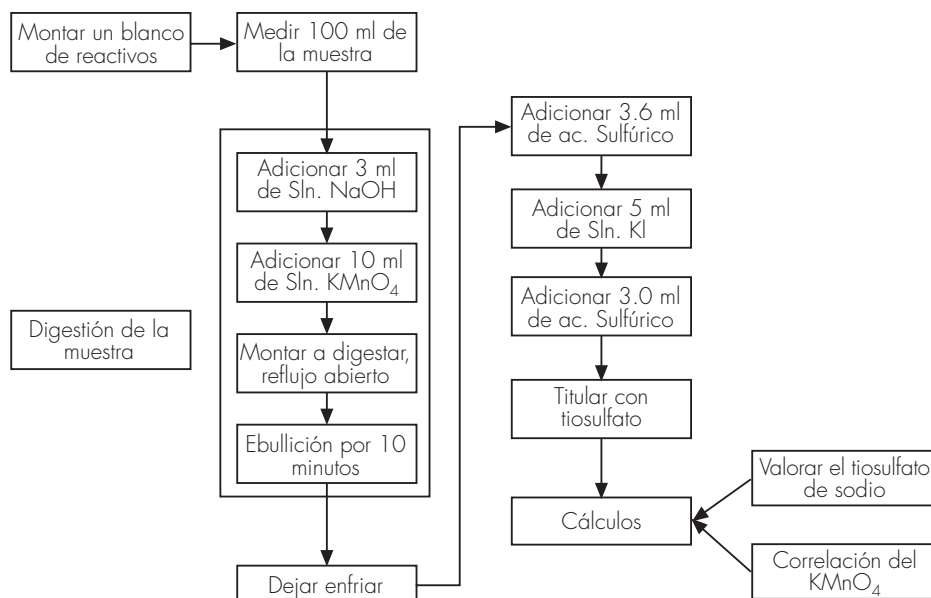 Montar un blanco
de reactivos
Medir 100 ml de
la muestra
Adicionar 3 ml
de Sln. NaOH
Adicionar 10 ml
de Sln. KMnO₄
Digestión de la
muestra
Montar a digestar,
reflujo abierto
Ebullición por 10
minutos
Dejar enfriar
Adicionar 3.6 ml
de ac. Sulfúrico
Adicionar 5 ml
de Sln. Kl
Adicionar 3.0 ml
de ac. Sulfúrico
Titular con
tiosulfato
Cálculos
Valorar el tiosulfato
de sodio
Correlación del
KMnO₄